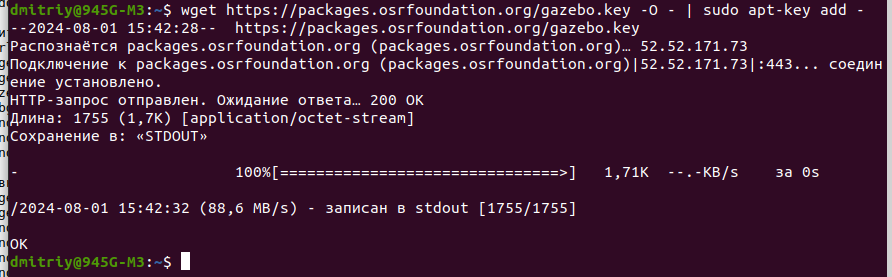 dmitriy@945G-M3:~$ wget https://packages.osrfoundation.org/gazebo.key -O - | sudo apt-key add -
--2024-08-01 15:42:28--  https://packages.osrfoundation.org/gazebo.key
Распознаётся packages.osrfoundation.org (packages.osrfoundation.org)… 52.52.171.73
Подключение к packages.osrfoundation.org (packages.osrfoundation.org)|52.52.171.73|:443... соедин
ение установлено.
HTTP-запрос отправлен. Ожидание ответа… 200 OK
Длина: 1755 (1,7K) [application/octet-stream]
Сохранение в: «STDOUT»
-                   100%[===============================>]   1,71K  --.-KB/s    за 0s
/2024-08-01 15:42:32 (88,6 MB/s) - записан в stdout [1755/1755]
OK
dmitriy@945G-M3:~$